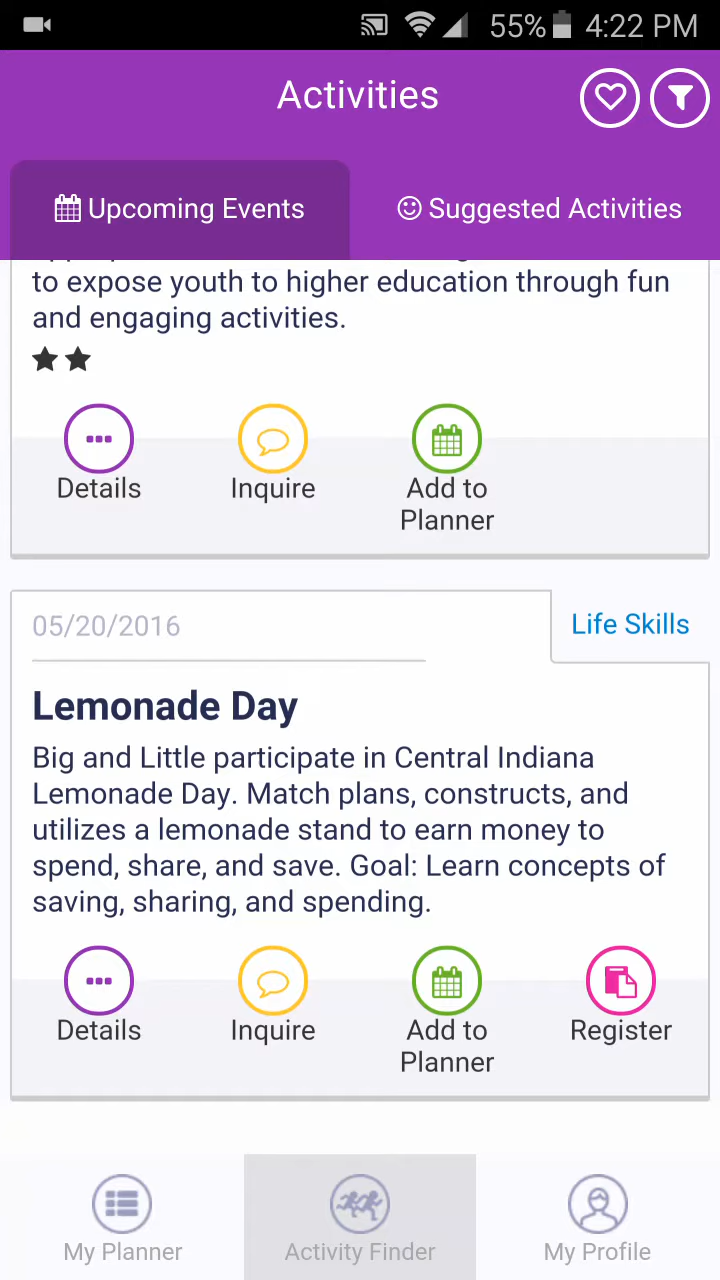 55% 4:22 PM
Activities
Upcoming Events
Suggested Activities
to expose youth to higher education through fun
and engaging activities.
Details
Inquire
Add to
Planner
05/20/2016
Life Skills
Lemonade Day
Big and Little participate in Central Indiana
Lemonade Day. Match plans, constructs, and
utilizes a lemonade stand to earn money to
spend, share, and save. Goal: Learn concepts of
saving, sharing, and spending.
Details
Inquire
Add to
Planner
Register
My Planner
Activity Finder
My Profile